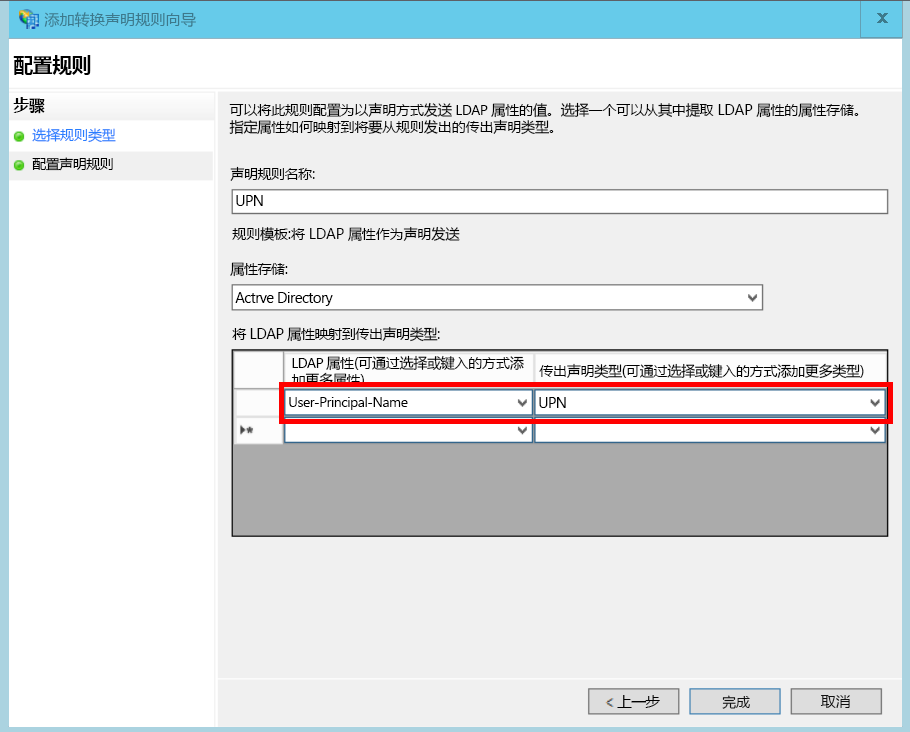 添加转换声明规则向导
x
配置规则
步骤
选择规则类型
配置声明规则
可以将此规则配置为以声明方式发送 LDAP 属性的值。选择一个可以从其中提取 LDAP 属性的属性存储。
指定属性如何映射到将要从规则发出的传出声明类型。
声明规则名称:
UPN
规则模板:将 LDAP 属性作为声明发送
属性存储:
Actrve Directory
将 LDAP 属性映射到传出声明类型:
LDAP 属性(可通过选择或键入的方式添
加更多属性)
传出声明类型(可通过选择或键入的方式添加更多类型)
User-Principal-Name
UPN
< 上一步
完成
取消